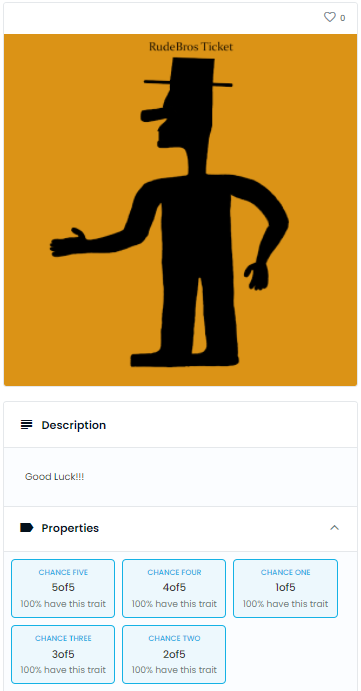 0
RudeBros Ticket
Description
Good Luck!!!
Properties
CHANCE FIVE
5of5
100% have this trait
CHANCE FOUR
4of5
100% have this trait
CHANCE ONE
1of5
100% have this trait
CHANCE THREE
3of5
100% have this trait
CHANCE TWO
2of5
100% have this trait